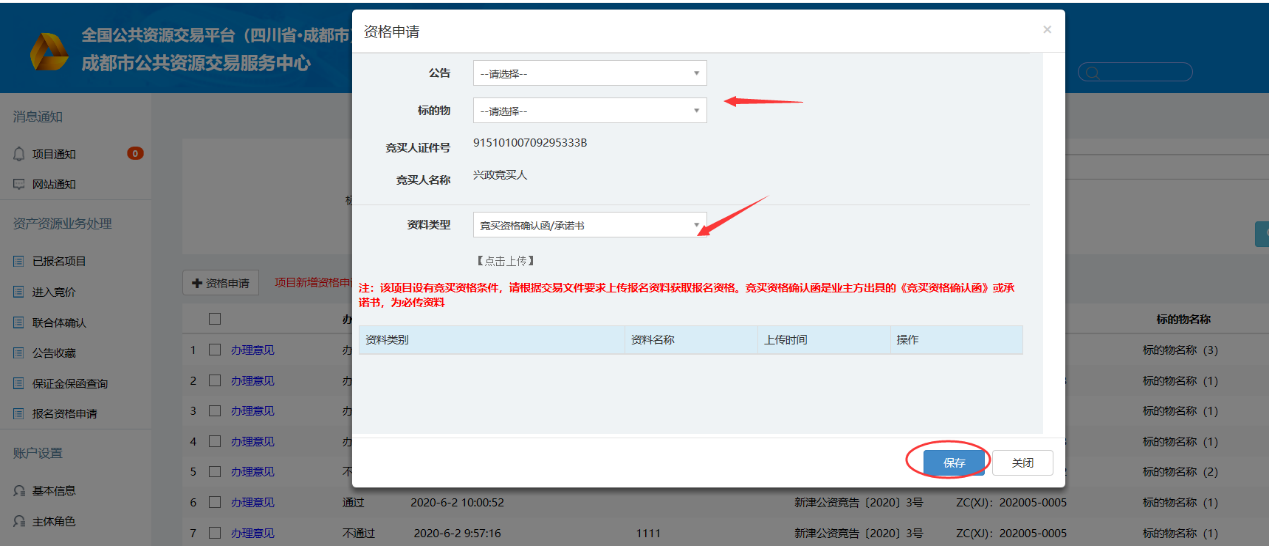 全国公共资源交易平台（四川省·成都市
成都市公共资源交易服务中心
消息通知
项目通知
0
网站通知
资产资源业务处理
已报名项目
进入竞价
联合体确认
公告收藏
保证金保函查询
报名资格申请
账户设置
基本信息
主体角色
资格申请
×
公告
--请选择--
标的物
--请选择--
竞买人证件号
91510100709295333B
竞买人名称
兴政竞买人
资料类型
竞买资格确认函/承诺书
【点击上传】
注：该项目设有竞买资格条件，请根据交易文件要求上传报名资料获取报名资格。竞买资格确认函是业主方出具的《竞买资格确认函》或承
诺书，为必传资料
资料类别 资料名称 上传时间 操作
保存
关闭
资格申请
项目新增资格申
标的物名称
1 办理意见 标的物名称（3）
2 办理意见 标的物名称（1）
3 办理意见 标的物名称（1）
4 办理意见 标的物名称（1）
5 办理意见 不 标的物名称（2）
6 办理意见 通过 2020-6-2 10:00:52 新津公资竞告〔2020〕3号 ZC(XJ)：202005-0005 标的物名称（1）
7 办理意见 不通过 2020-6-2 9:57:16 1111 新津公资竞告〔2020〕3号 ZC(XJ)：202005-0005 标的物名称（1）